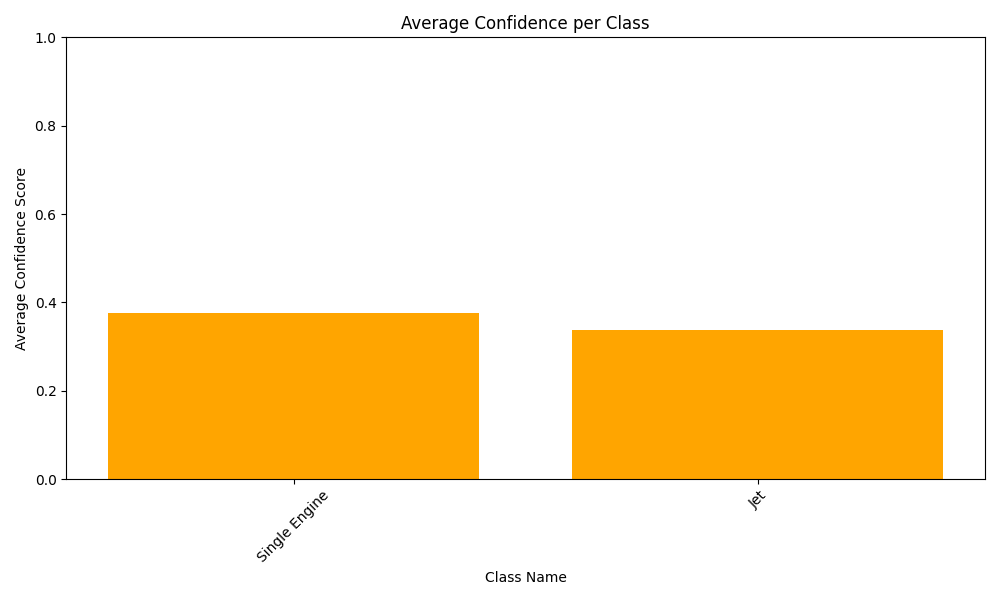 Average Confidence per Class
Average Confidence Score
1.0
0.8
0.6
0.4
0.2
0.0
Single Engine
Jet
Class Name